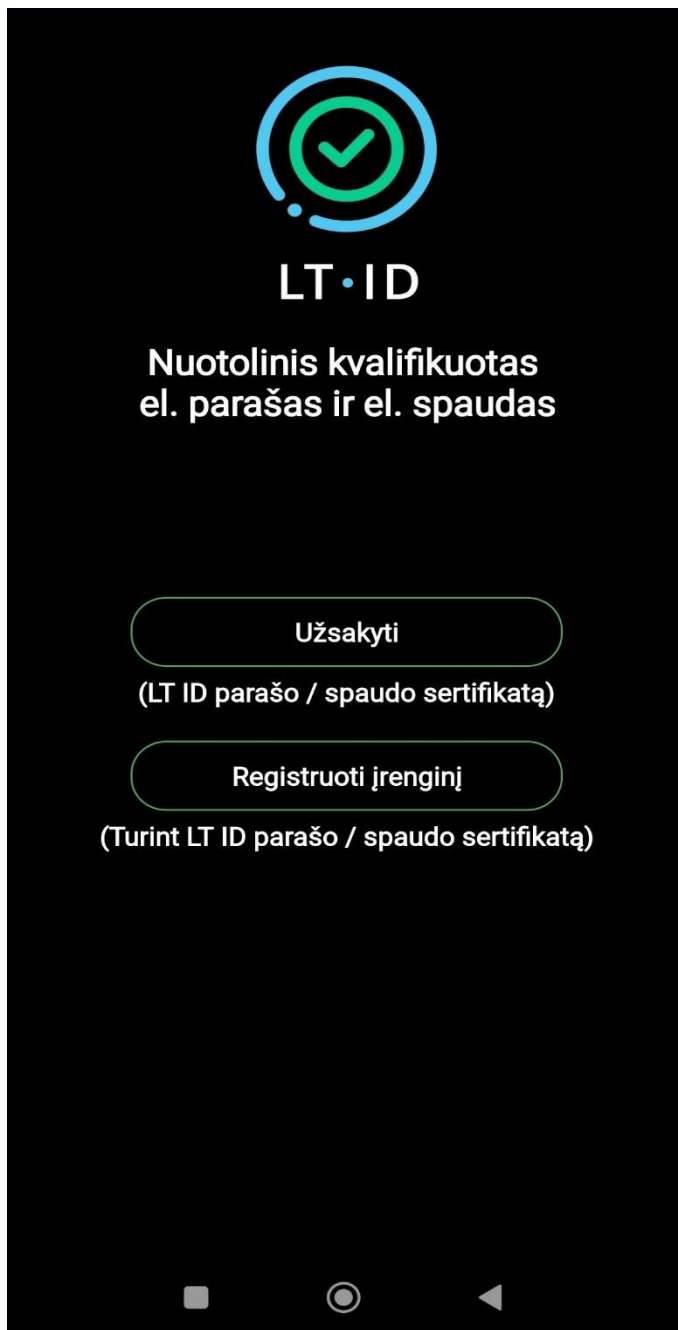 LT·ID
Nuotolinis kvalifikuotas
el. parašas ir el. spaudas
Užsakyti
(LT ID parašo / spaudo sertifikatą)
Registruoti įrenginį
(Turint LT ID parašo / spaudo sertifikatą)